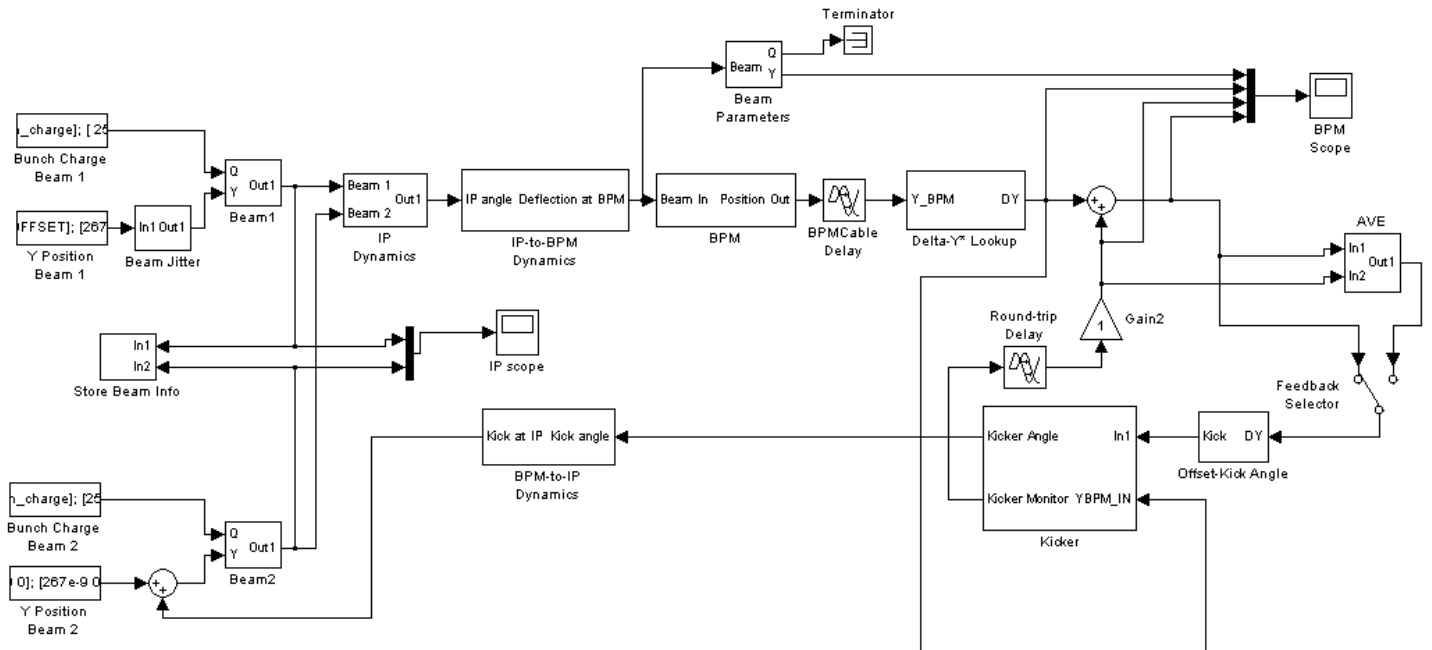 Terminator
Q
Beam
Y
Beam
Parameters
BPM
Scope
_charge]; [ 25
Bunch Charge
Beam 1
Q
Y
Out1
Beam1
IFFSET]; [267
Y Position
Beam 1
In1 Out1
Beam Jitter
Beam 1
Beam 2
Out1
IP
Dynamics
IP angle Deflection at BPM
IP-to-BPM
Dynamics
Beam In Position Out
BPM
BPMCable
Delay
Y_BPM DY
Delta-Y* Lookup
+
+
AVE
In1
In2
Out1
Round-trip
Delay
1
Gain2
In1
In2
Store Beam Info
IP scope
Feedback
Selector
Kick at IP Kick angle
BPM-to-IP
Dynamics
Kicker Angle In1
Kicker Monitor YBPM_IN
Kicker
Kick DY
Offset-Kick Angle
_charge]; [25
Bunch Charge
Beam 2
Q
Y
Out1
Beam2
0]; [267e-9 0
Y Position
Beam 2
+
+